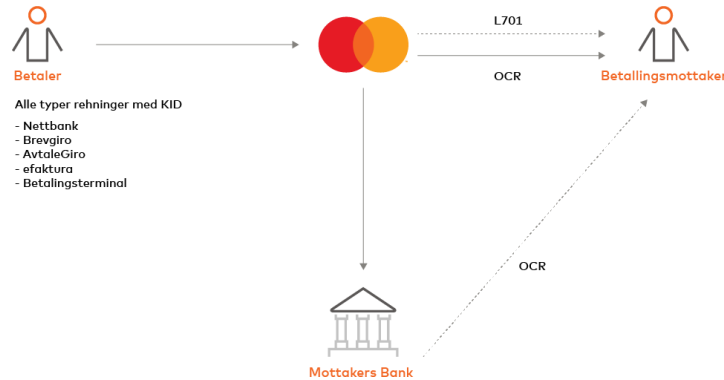 L701
Betaler
OCR
Betallingsmottaker
Alle typer rehninger med KID
- Nettbank
- Brevgiro
- AvtaleGiro
- efaktura
- Betalingsterminal
OCR
Mottakers Bank